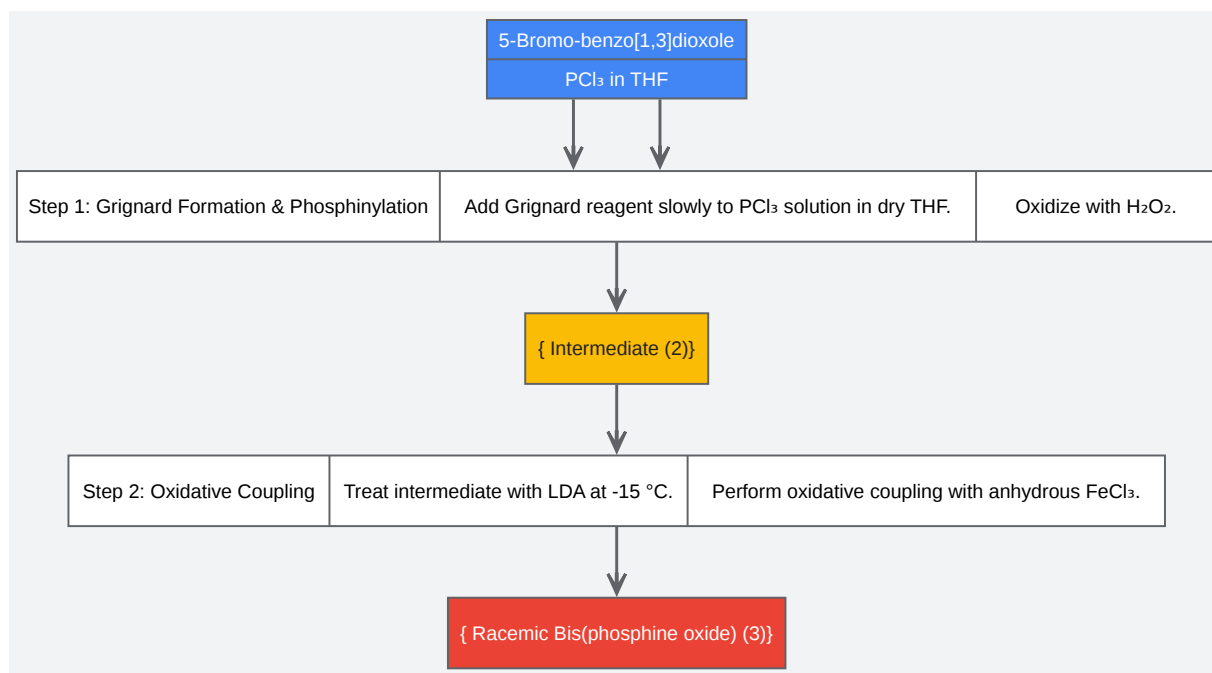 5-Bromo-benzo[1,3]dioxole
PCl₃ in THF
Step 1: Grignard Formation & Phosphinylation
Add Grignard reagent slowly to PCl₃ solution in dry THF.
Oxidize with H₂O₂.
{ Intermediate (2)}
Step 2: Oxidative Coupling
Treat intermediate with LDA at -15 °C.
Perform oxidative coupling with anhydrous FeCl₃.
{ Racemic Bis(phosphine oxide) (3)}